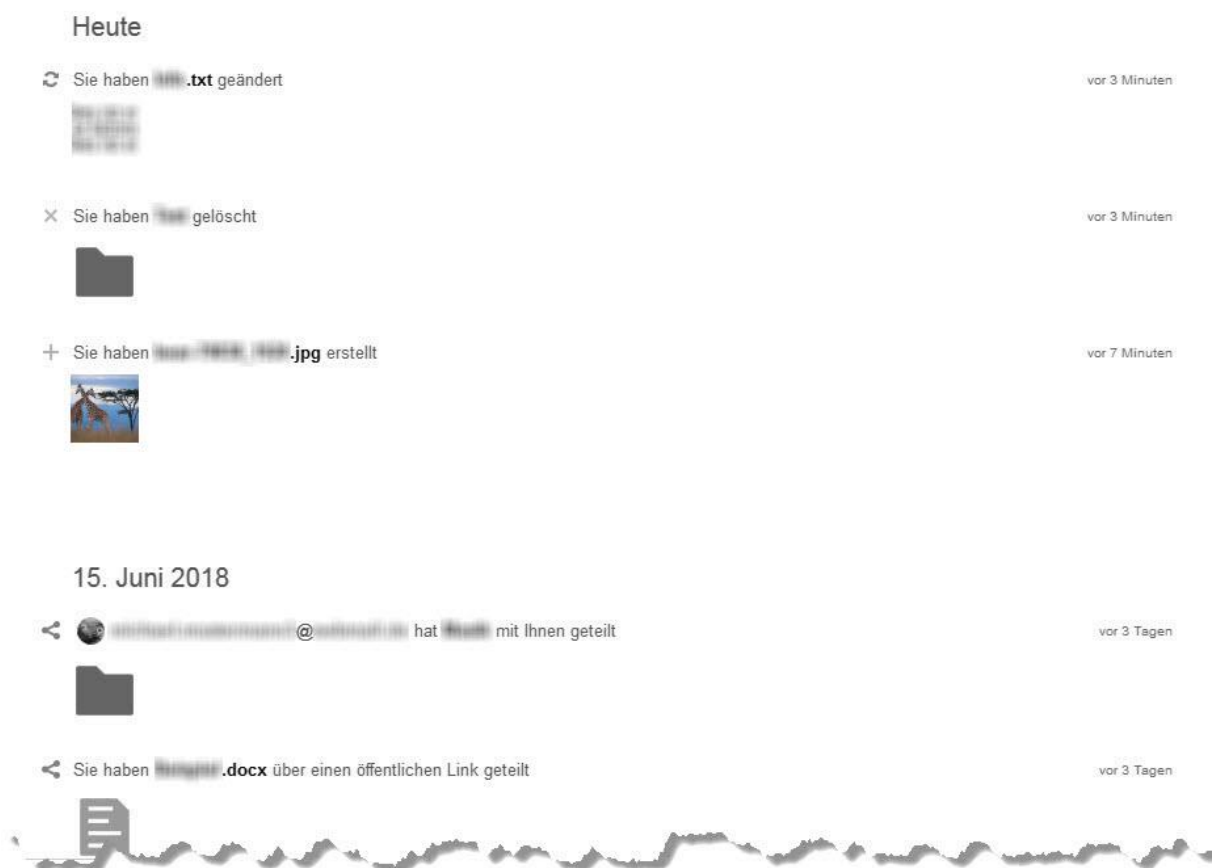 Heute
Sie haben .txt geändert vor 3 Minuten
Sie haben gelöscht vor 3 Minuten
Sie haben .jpg erstellt vor 7 Minuten
15. Juni 2018
@ hat mit Ihnen geteilt vor 3 Tagen
Sie haben .docx über einen öffentlichen Link geteilt vor 3 Tagen